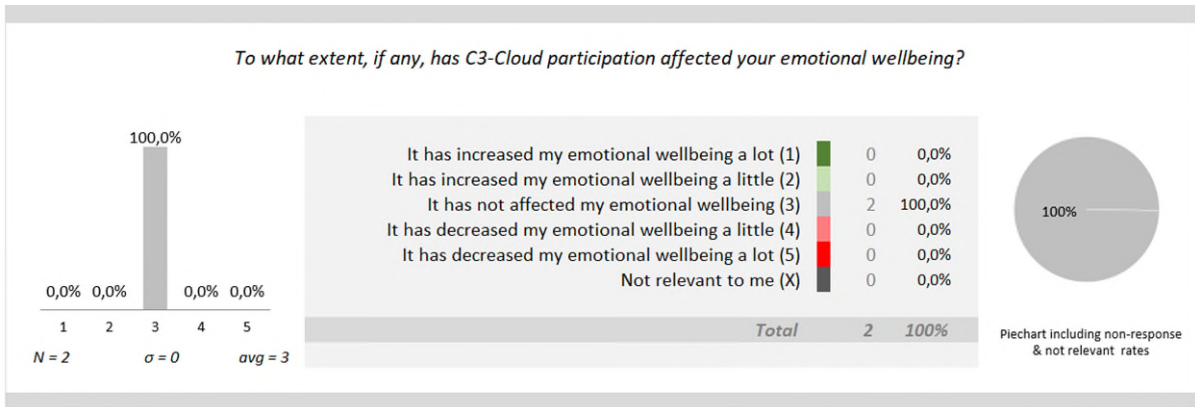 To what extent, if any, has C3-Cloud participation affected your emotional wellbeing?
100,0%
0,0% 0,0% 0,0% 0,0%
1 2 3 4 5
N = 2 σ = 0 avg = 3
It has increased my emotional wellbeing a lot (1) 0 0,0%
It has increased my emotional wellbeing a little (2) 0 0,0%
It has not affected my emotional wellbeing (3) 2 100,0%
It has decreased my emotional wellbeing a little (4) 0 0,0%
It has decreased my emotional wellbeing a lot (5) 0 0,0%
Not relevant to me (X) 0 0,0%
Total 2 100%
100%
Piechart including non-response
& not relevant rates